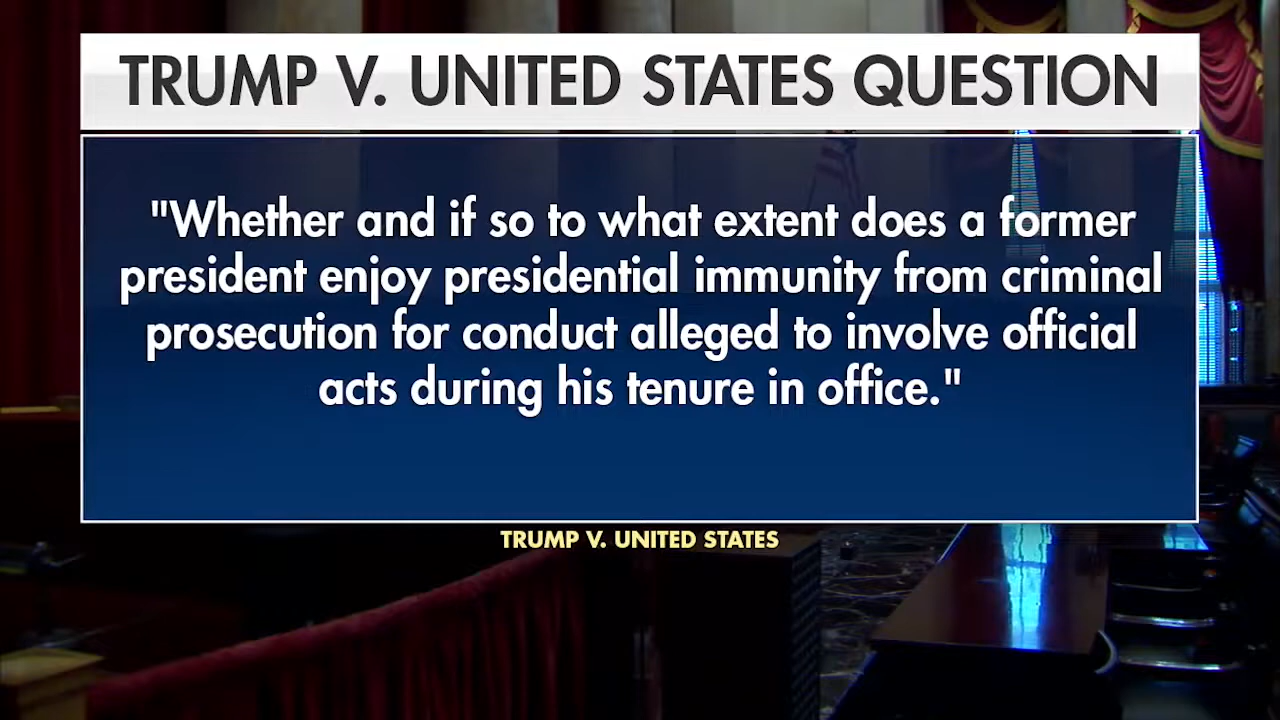 TRUMP V. UNITED STATES QUESTION
"Whether and if so to what extent does a former
president enjoy presidential immunity from criminal
prosecution for conduct alleged to involve official
acts during his tenure in office."
TRUMP V. UNITED STATES